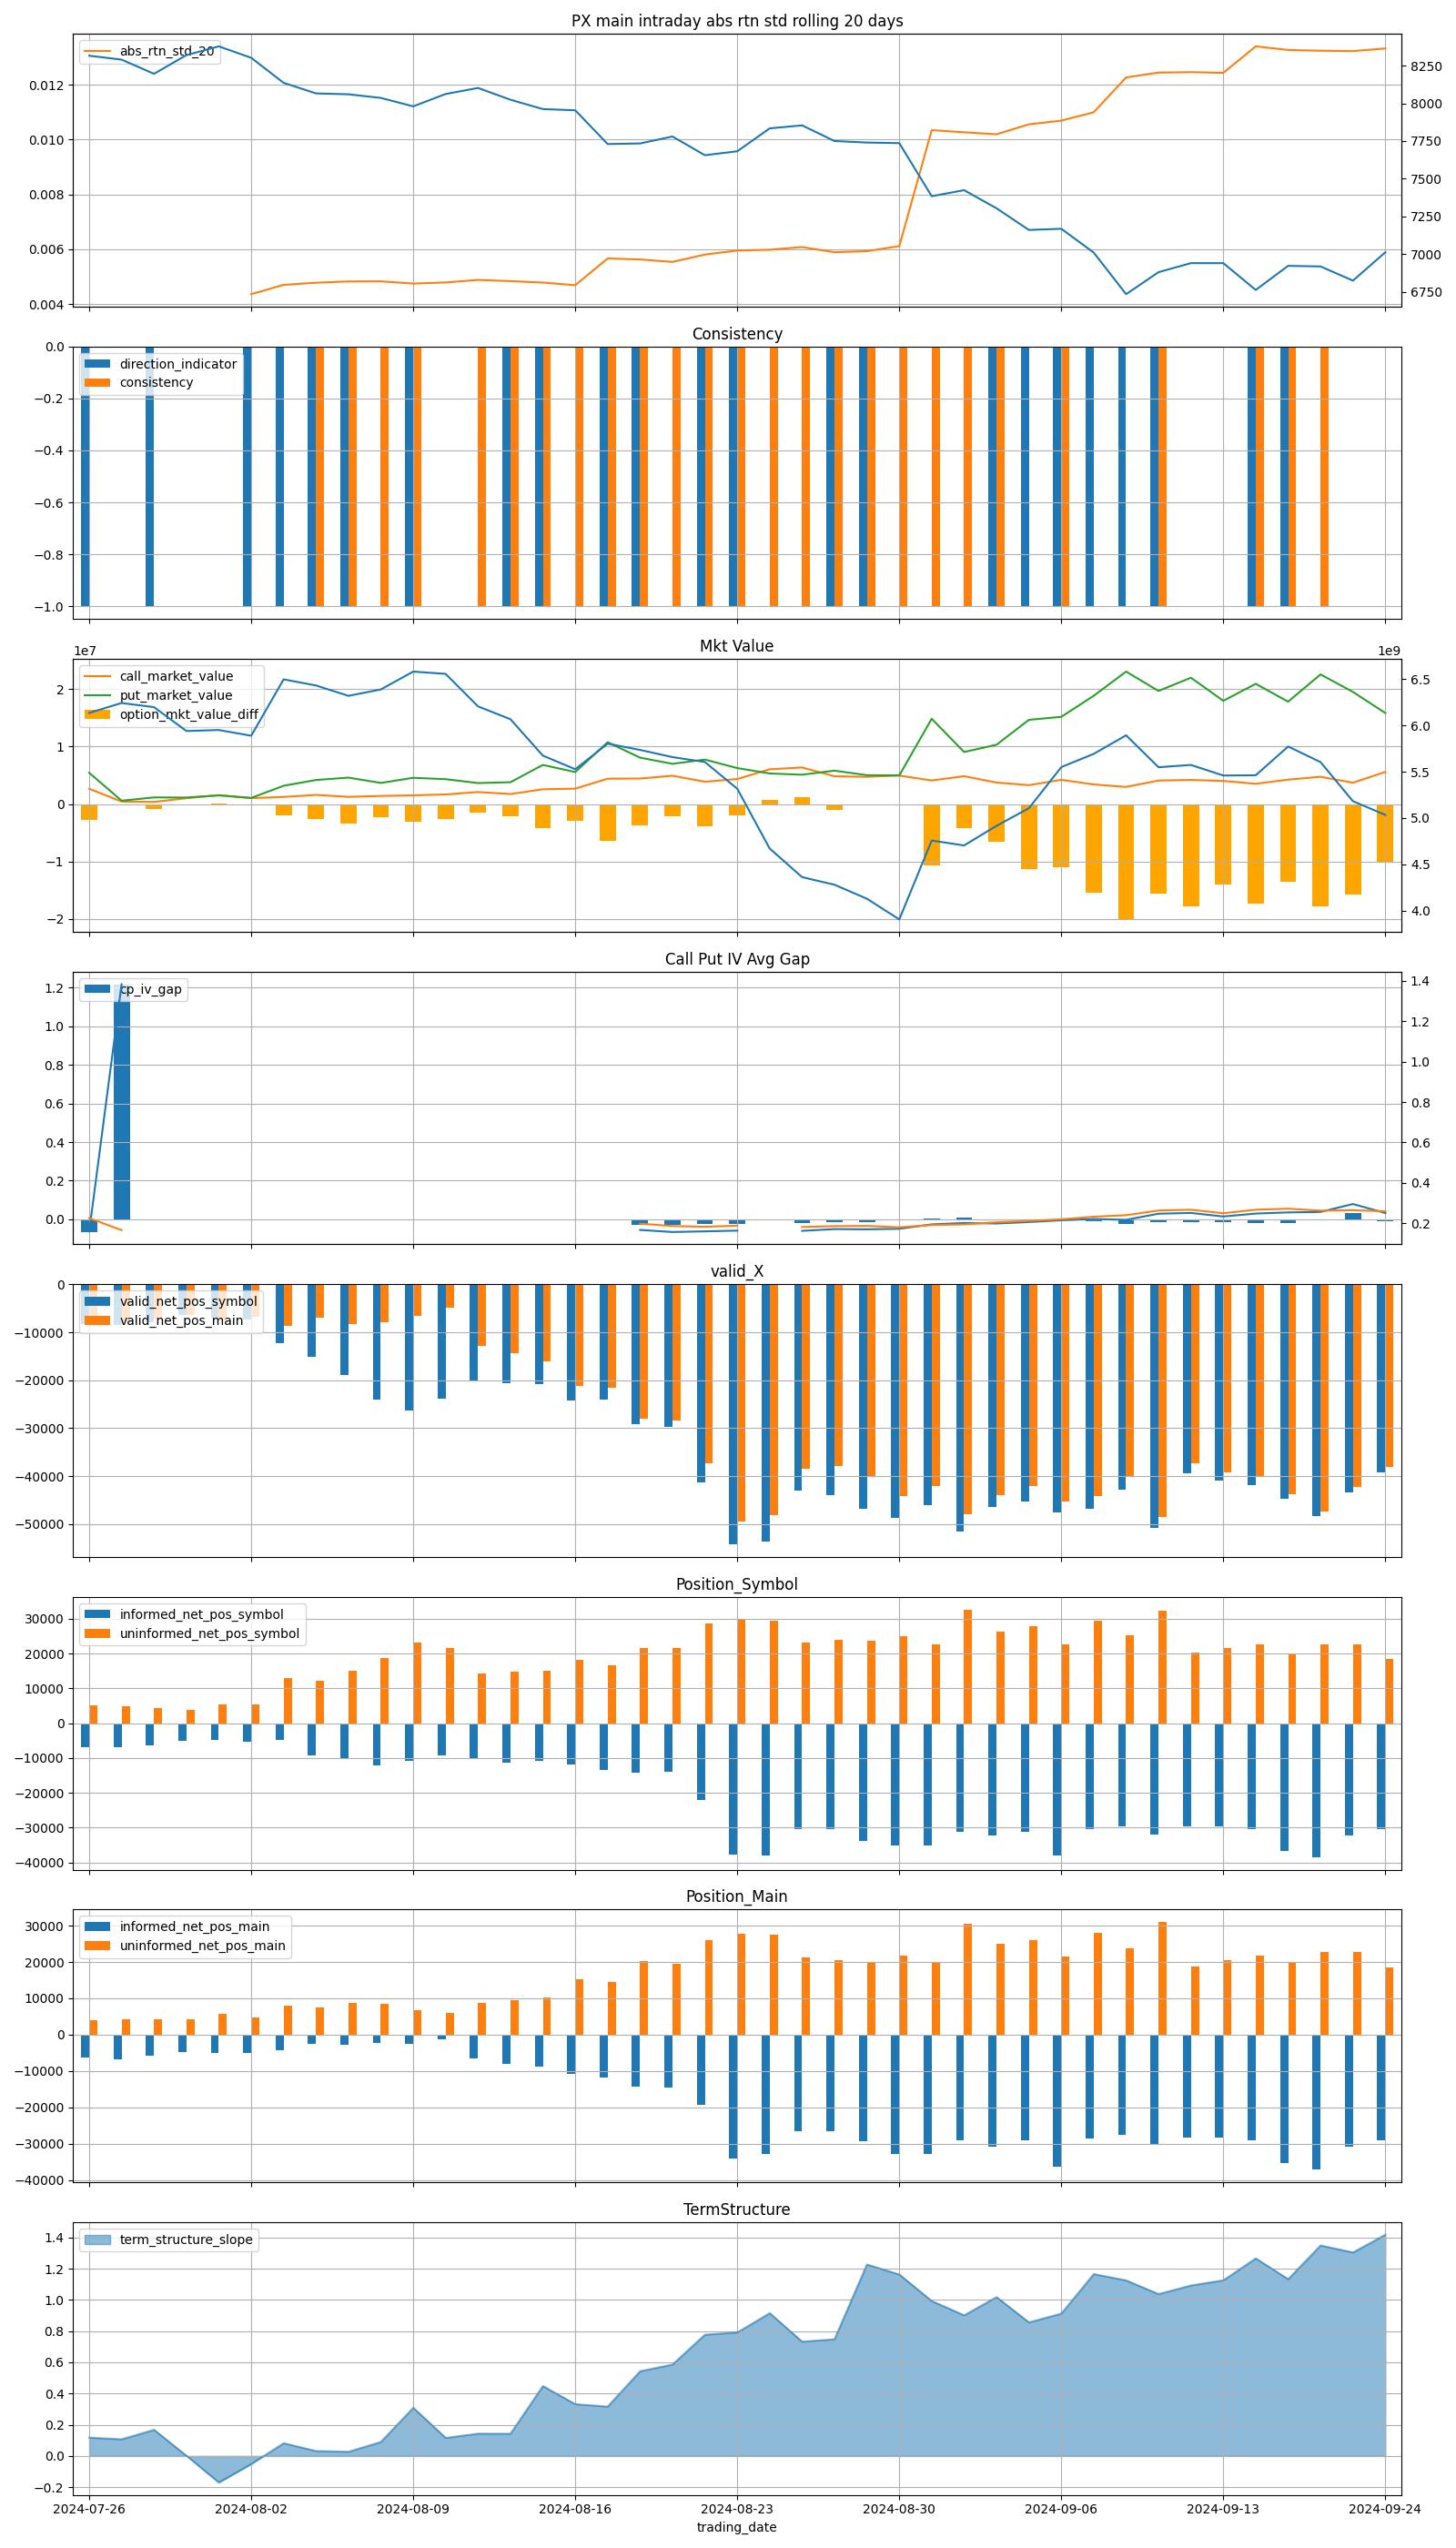 PX main intraday abs rtn std rolling 20 days
abs_rtn_std_20
0.012
0.010
0.008
0.006
0.004
8250
8000
7750
7500
7250
7000
6750
Consistency
direction_indicator
consistency
0.0
−0.2
−0.4
−0.6
−0.8
−1.0
Mkt Value
1e7
1e9
call_market_value
put_market_value
option_mkt_value_diff
2
1
0
−1
−2
6.5
6.0
5.5
5.0
4.5
4.0
Call Put IV Avg Gap
cp_iv_gap
1.2
1.0
0.8
0.6
0.4
0.2
0.0
1.4
1.2
1.0
0.8
0.6
0.4
0.2
valid_X
valid_net_pos_symbol
valid_net_pos_main
0
−10000
−20000
−30000
−40000
−50000
Position_Symbol
informed_net_pos_symbol
uninformed_net_pos_symbol
30000
20000
10000
0
−10000
−20000
−30000
−40000
Position_Main
informed_net_pos_main
uninformed_net_pos_main
30000
20000
10000
0
−10000
−20000
−30000
−40000
TermStructure
term_structure_slope
1.4
1.2
1.0
0.8
0.6
0.4
0.2
0.0
−0.2
2024-07-26 2024-08-02 2024-08-09 2024-08-16 2024-08-23 2024-08-30 2024-09-06 2024-09-13 2024-09-24
trading_date